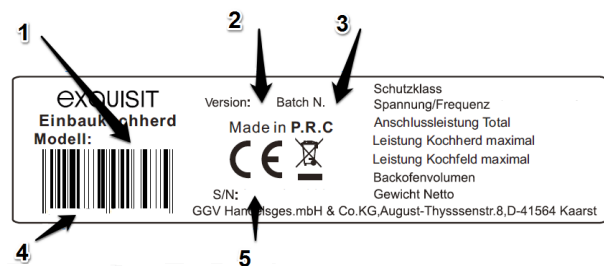 1
2
3
exquisit
Einbaukochherd
Modell:
Version:
Batch N.
Made in P.R.C
CE
S/N:
Schutzklass
Spannung/Frequenz
Anschlussleistung Total
Leistung Kochherd maximal
Leistung Kochfeld maximal
Backofenvolumen
Gewicht Netto
GGV Handelsges.mbH & Co.KG,August-Thysssenstr.8,D-41564 Kaarst
4
5